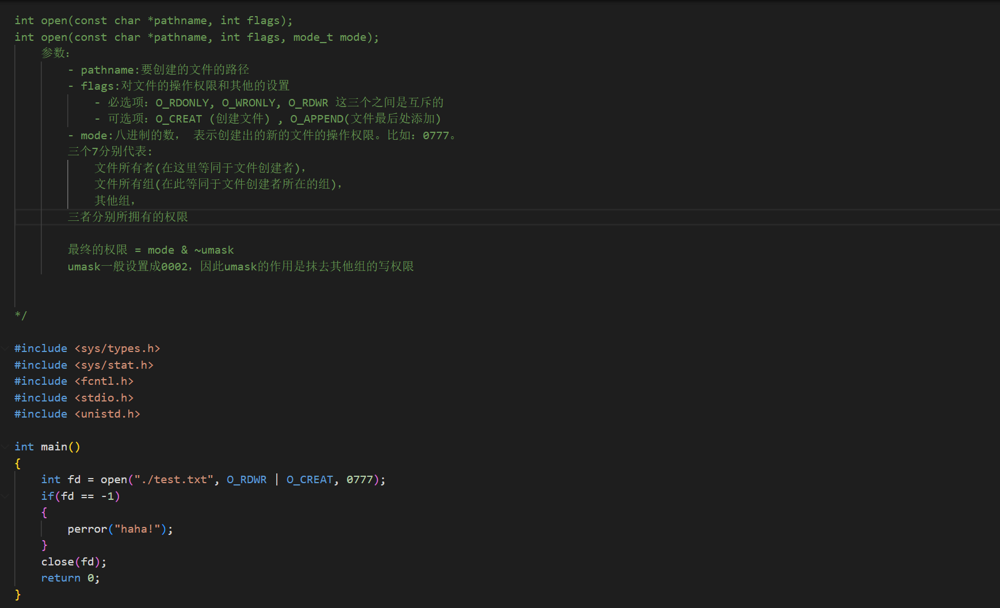 int open(const char *pathname, int flags);
int open(const char *pathname, int flags, mode_t mode);
参数：
- pathname:要创建的文件的路径
- flags:对文件的操作权限和其他的设置
- 必选项：O_RDONLY, O_WRONLY, O_RDWR 这三个之间是互斥的
- 可选项：O_CREAT（创建文件）, O_APPEND(文件最后处添加)
- mode:八进制的数， 表示创建出的新的文件的操作权限。比如：0777。
三个7分别代表:
文件所有者(在这里等同于文件创建者)，
文件所有组(在此等同于文件创建者所在的组)，
其他组，
三者分别所拥有的权限
最终的权限 = mode & ~umask
umask一般设置成0002，因此umask的作用是抹去其他组的写权限
*/
#include <sys/types.h>
#include <sys/stat.h>
#include <fcntl.h>
#include <stdio.h>
#include <unistd.h>
int main()
{
int fd = open("./test.txt", O_RDWR | O_CREAT, 0777);
if(fd == -1)
{
perror("haha!");
}
close(fd);
return 0;
}